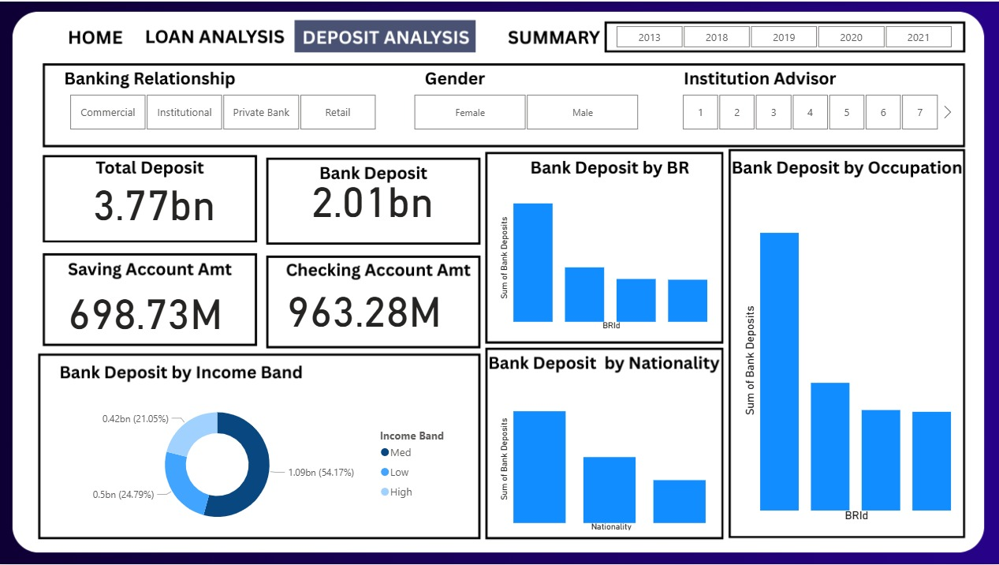 HOME
LOAN ANALYSIS
DEPOSIT ANALYSIS
SUMMARY
2013
2018
2019
2020
2021
Banking Relationship
Commercial
Institutional
Private Bank
Retail
Gender
Female
Male
Institution Advisor
1
2
3
4
5
6
7
Total Deposit
3.77bn
Bank Deposit
2.01bn
Saving Account Amt
698.73M
Checking Account Amt
963.28M
Bank Deposit by BR
Sum of Bank Deposits
BRId
Bank Deposit by Occupation
Sum of Bank Deposits
BRId
Bank Deposit by Income Band
0.42bn (21.05%)
0.5bn (24.79%)
1.09bn (54.17%)
Income Band
Med
Low
High
Bank Deposit  by Nationality
Sum of Bank Deposits
Nationality